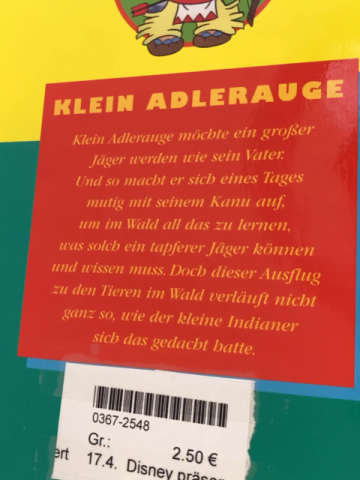 KLEIN ADLERAUGE
Klein Adlerauge möchte ein großer
Jäger werden wie sein Vater.
Und so macht er sich eines Tages
mutig mit seinem Kanu auf,
um im Wald all das zu lernen,
was solch ein tapferer Jäger können
und wissen muss. Doch dieser Ausflug
zu den Tieren im Wald verläuft nicht
ganz so, wie der kleine Indianer
sich das gedacht hatte.
0367-2548
Gr.: 2.50 €
ert 17.4. Disney präsen